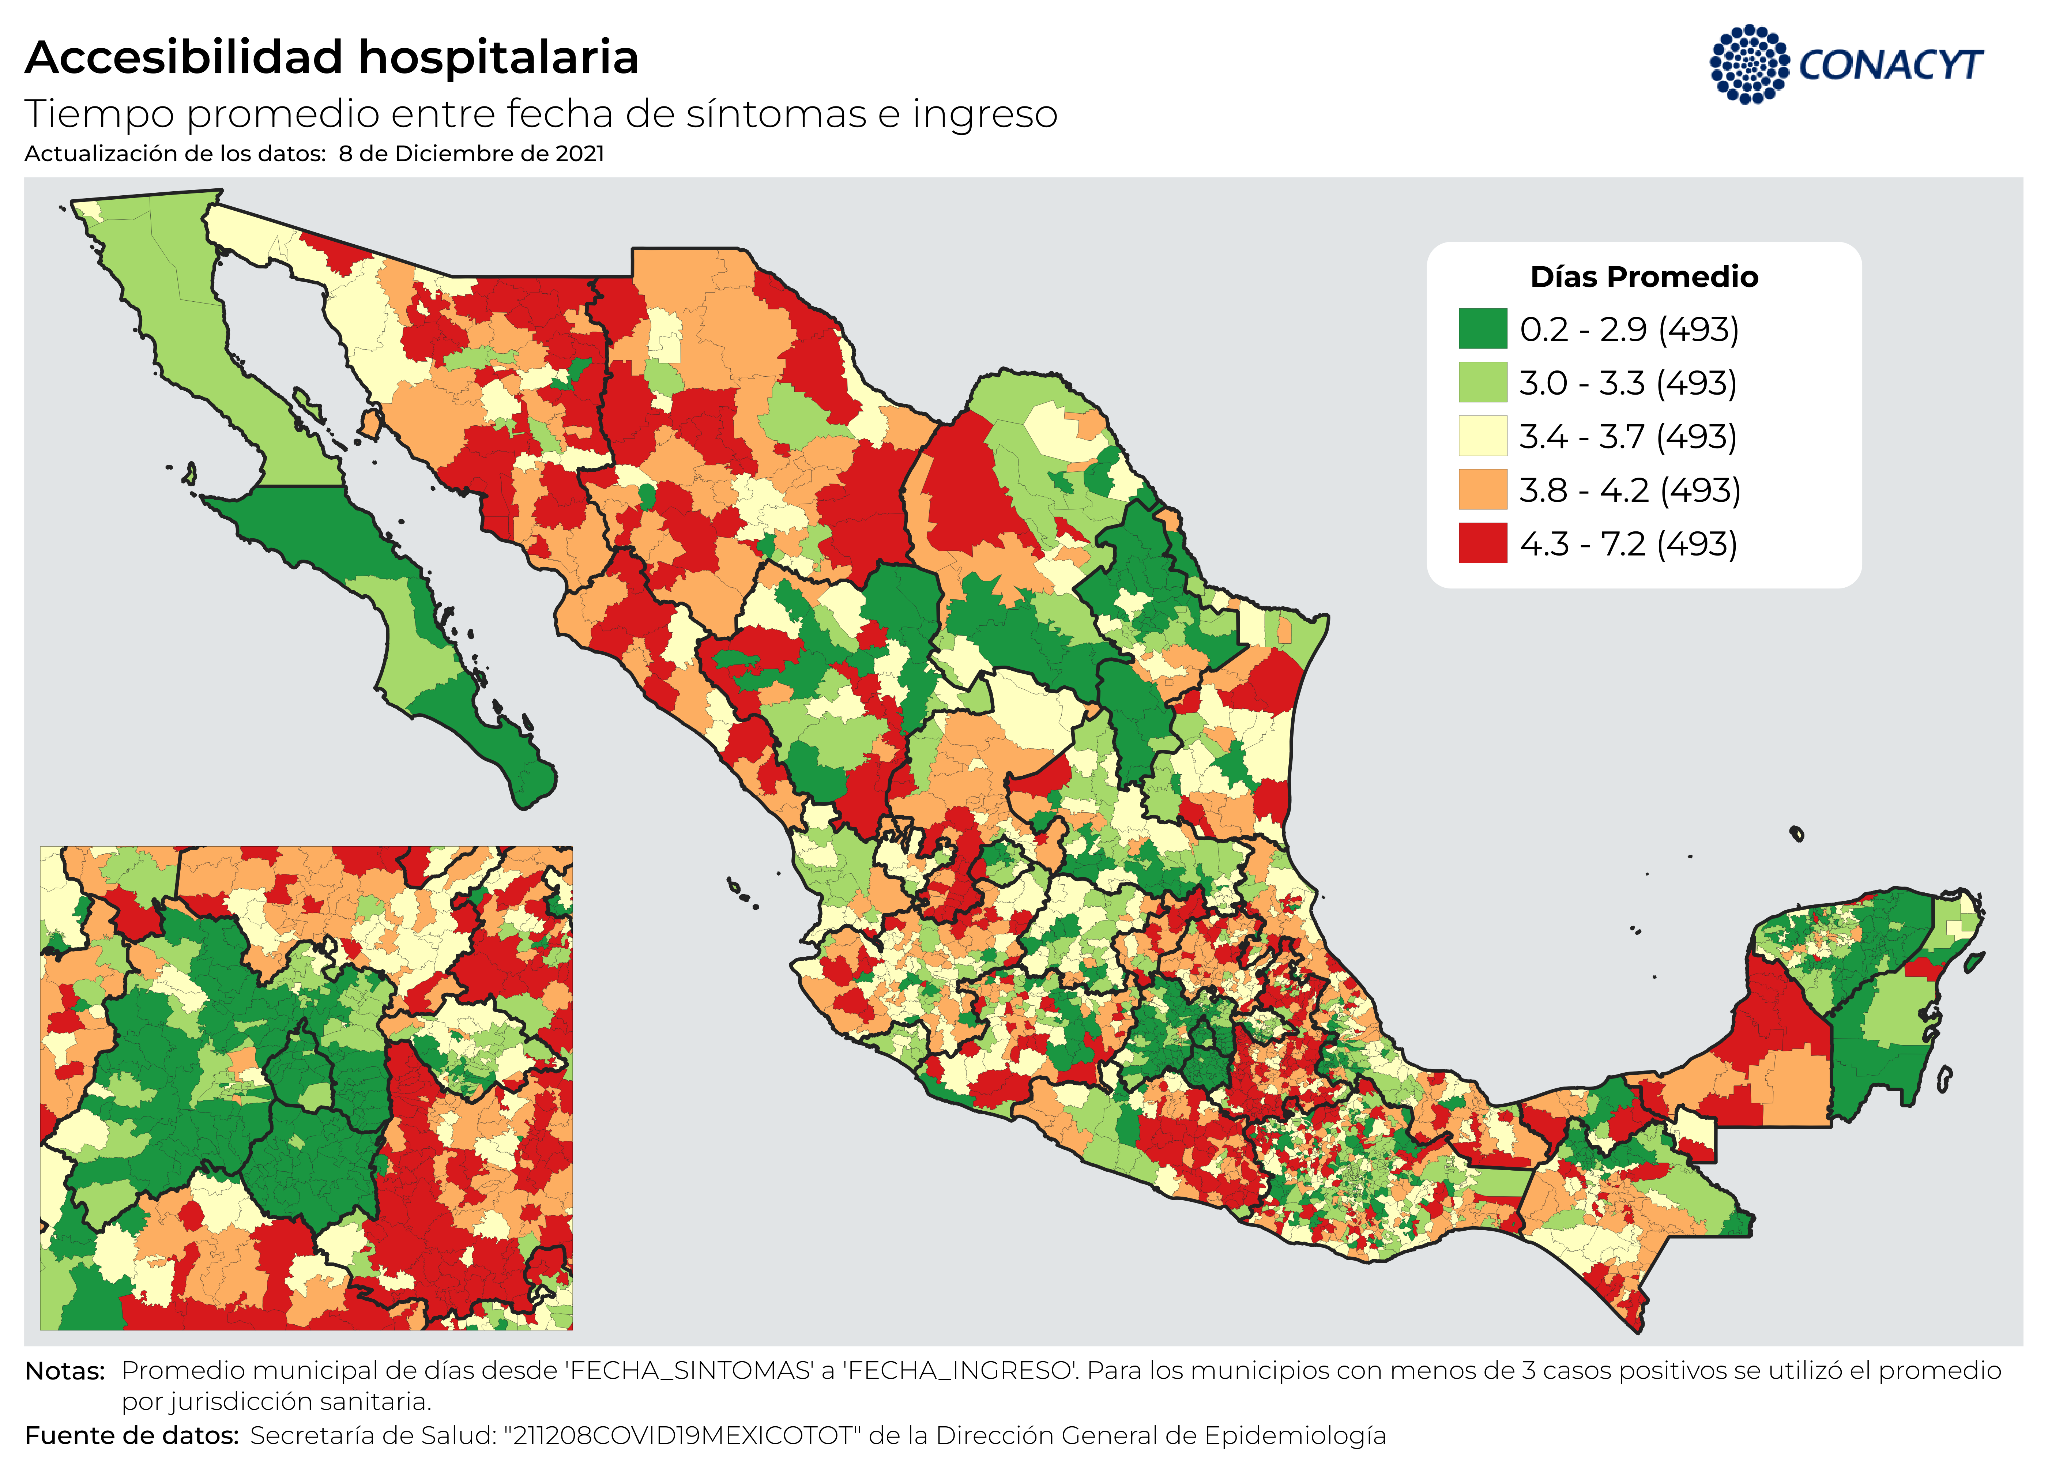 Accesibilidad hospitalaria
CONACYT
Tiempo promedio entre fecha de síntomas e ingreso
Actualización de los datos: 8 de Diciembre de 2021
Días Promedio
0.2 - 2.9 (493)
3.0 - 3.3 (493)
3.4 - 3.7 (493)
3.8 - 4.2 (493)
4.3 - 7.2 (493)
Notas: Promedio municipal de días desde 'FECHA_SINTOMAS' a 'FECHA_INGRESO'. Para los municipios con menos de 3 casos positivos se utilizó el promedio
por jurisdicción sanitaria.
Fuente de datos: Secretaría de Salud: "211208COVID19MEXICOTOT" de la Dirección General de Epidemiología